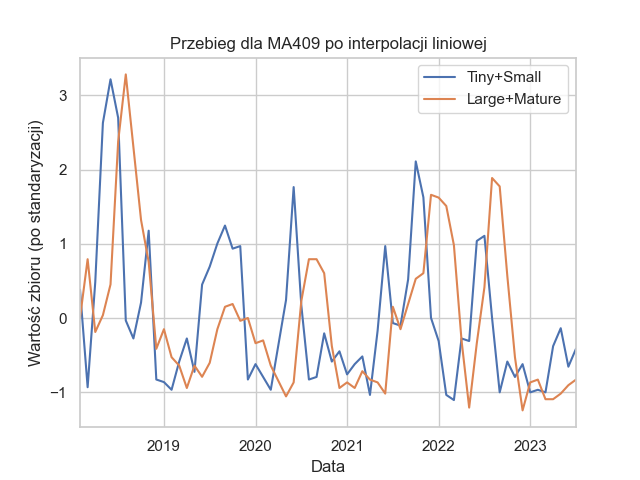 Przebieg dla MA409 po interpolacji liniowej
Tiny+Small
Large+Mature
Wartość zbioru (po standaryzacji)
3
2
1
0
−1
2019
2020
2021
2022
2023
Data